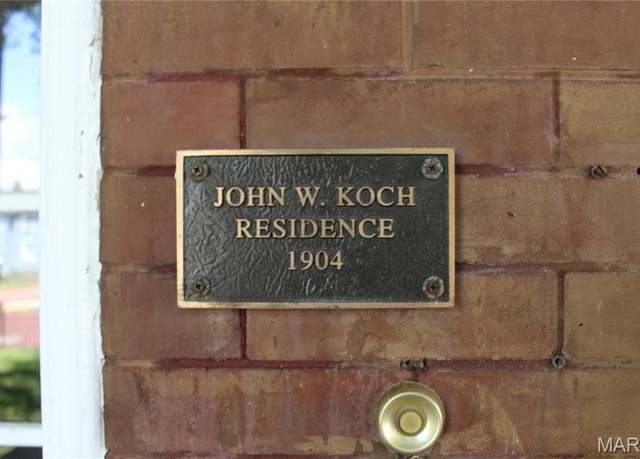 JOHN W. KOCH
RESIDENCE
1904
MAR